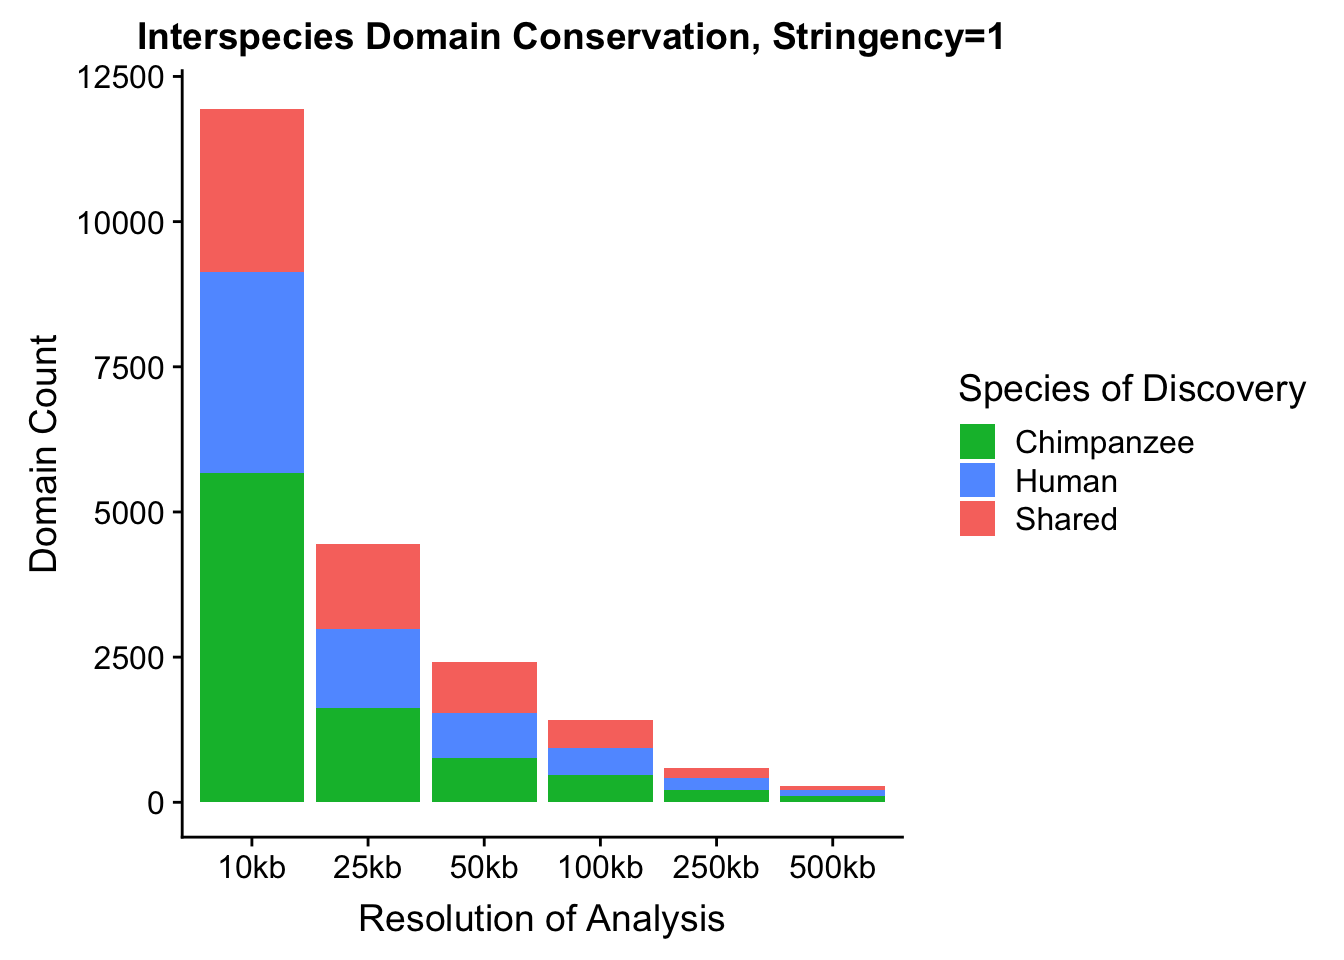 Interspecies Domain Conservation, Stringency=1
12500
10000
7500
5000
2500
0
Domain Count
10kb 25kb 50kb 100kb 250kb 500kb
Resolution of Analysis
Species of Discovery
Chimpanzee
Human
Shared